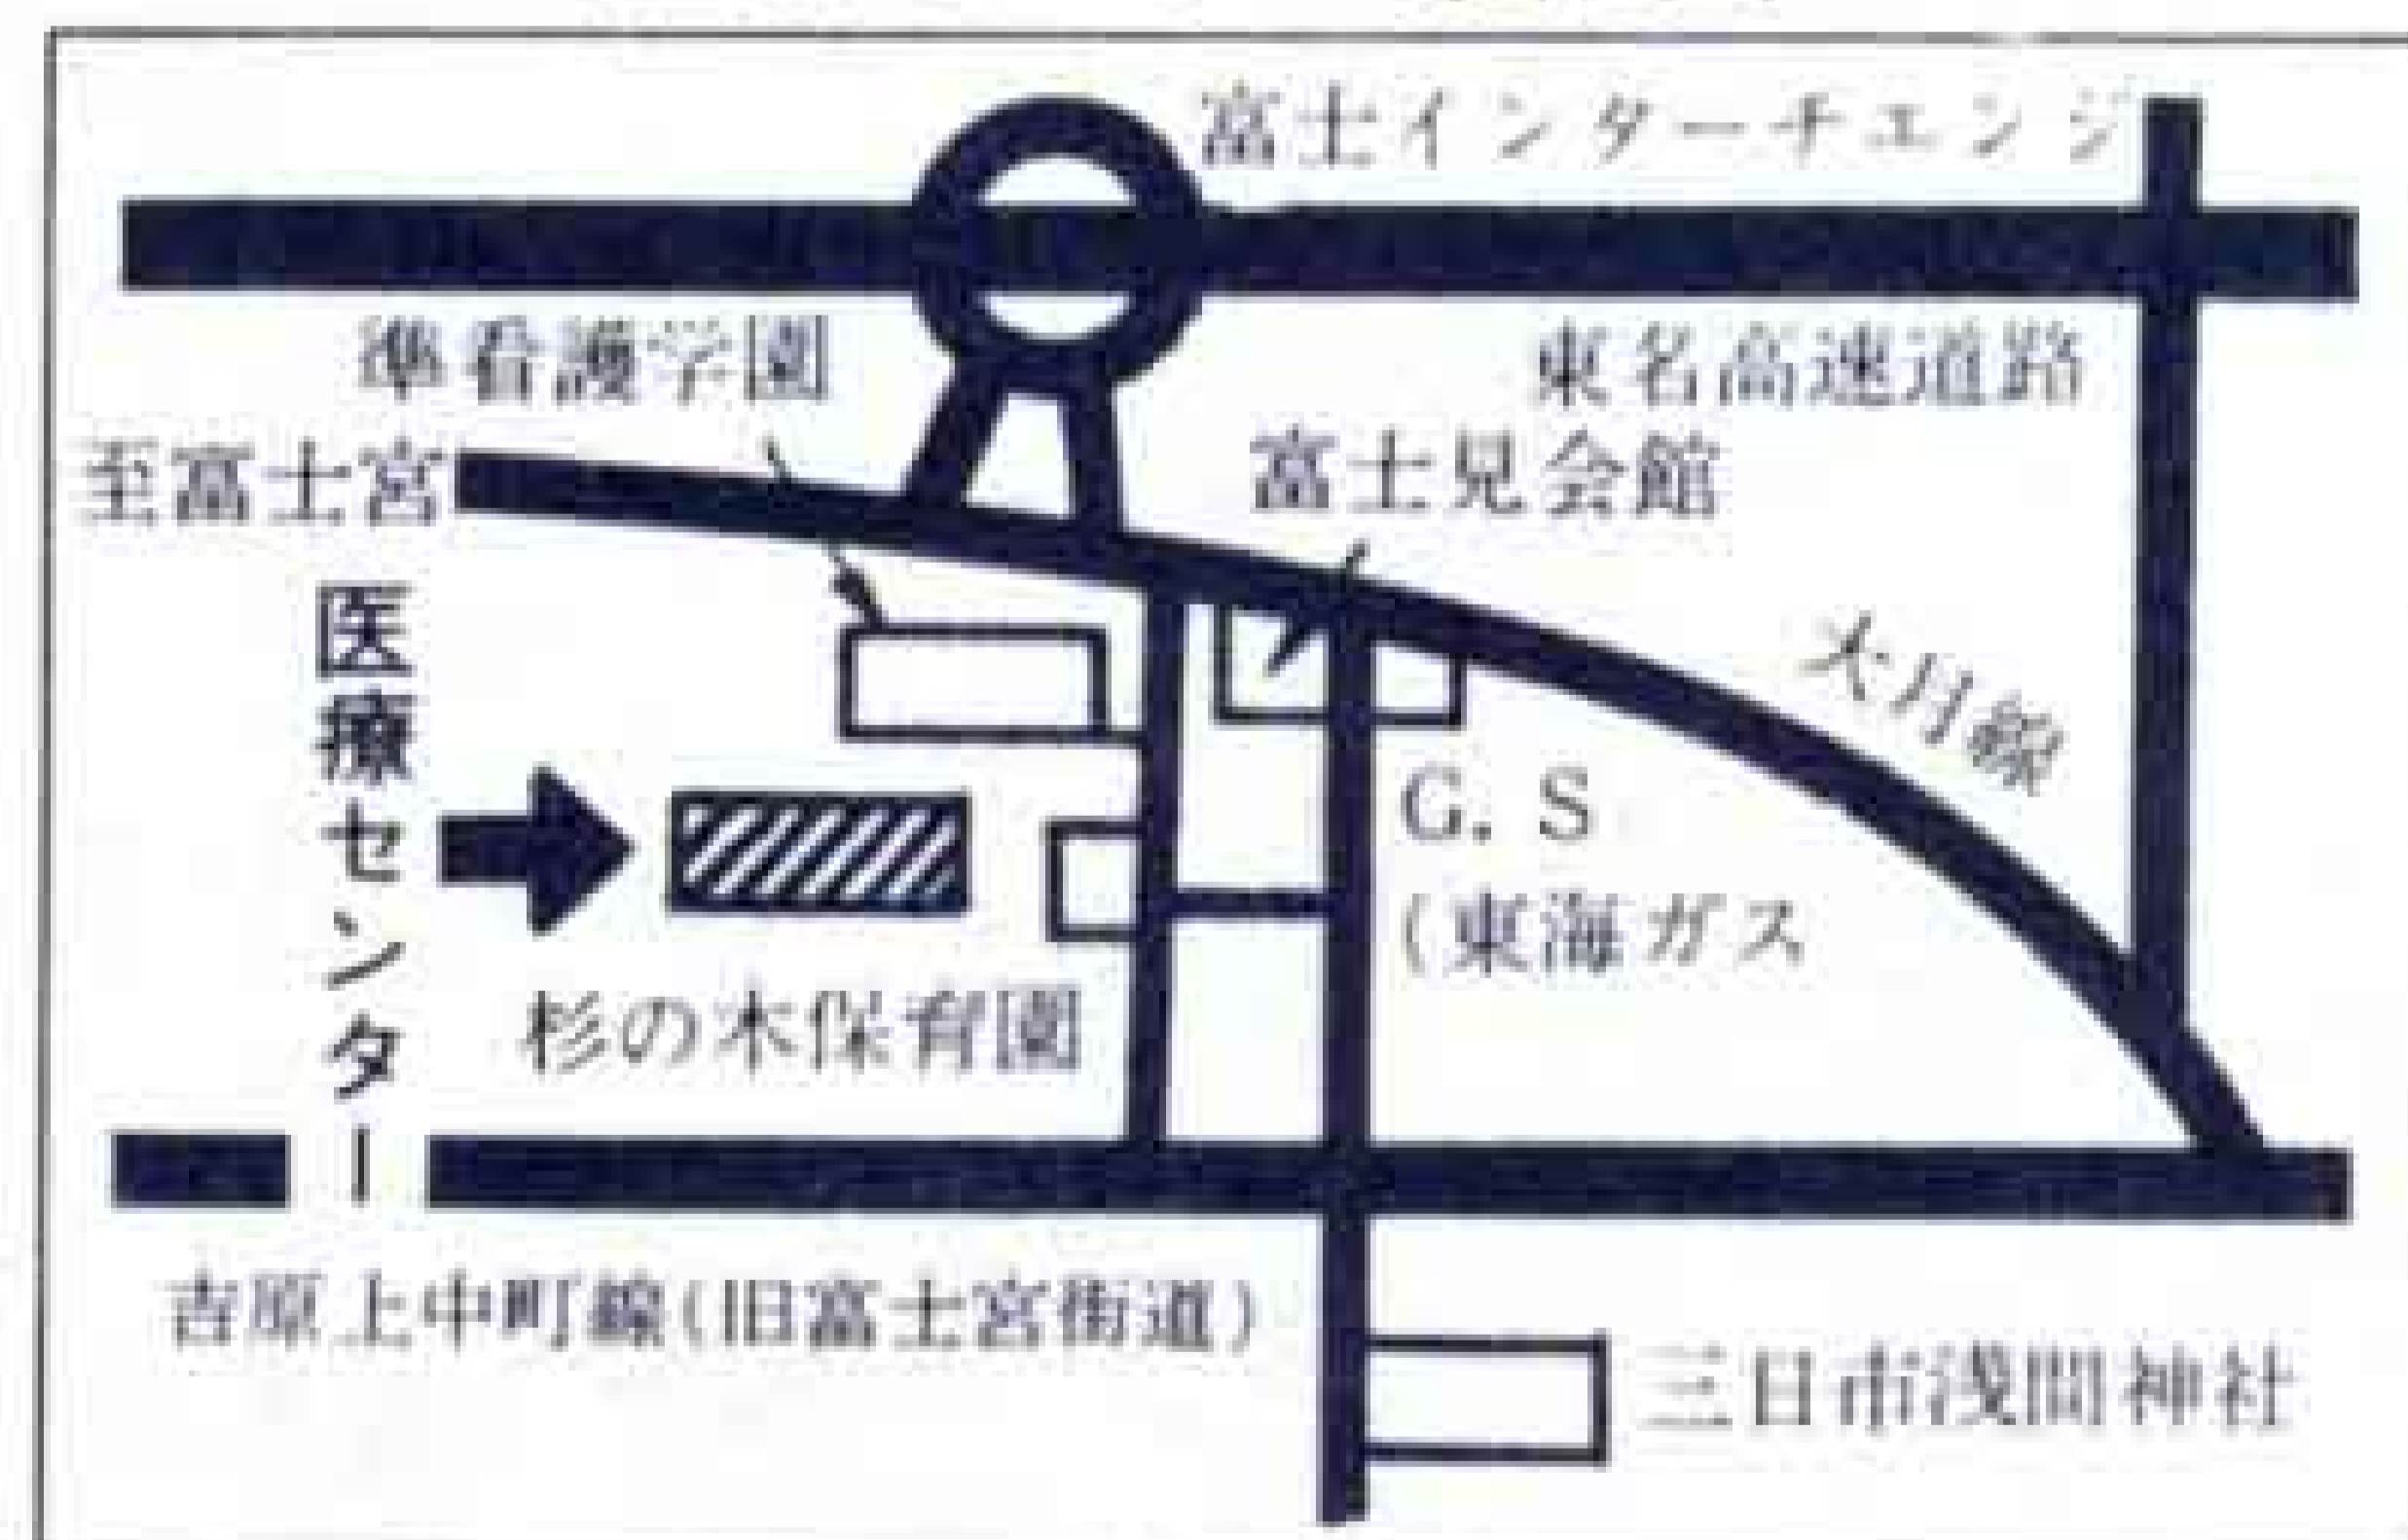 富士インターチェンジ
準看護学園
東名高速道路
至富士宮
富士見会館
大月線
医療センター
G.S
(東海ガス
杉の木保育園
吉原上中町線(旧富士宮街道)
三日市浅間神社